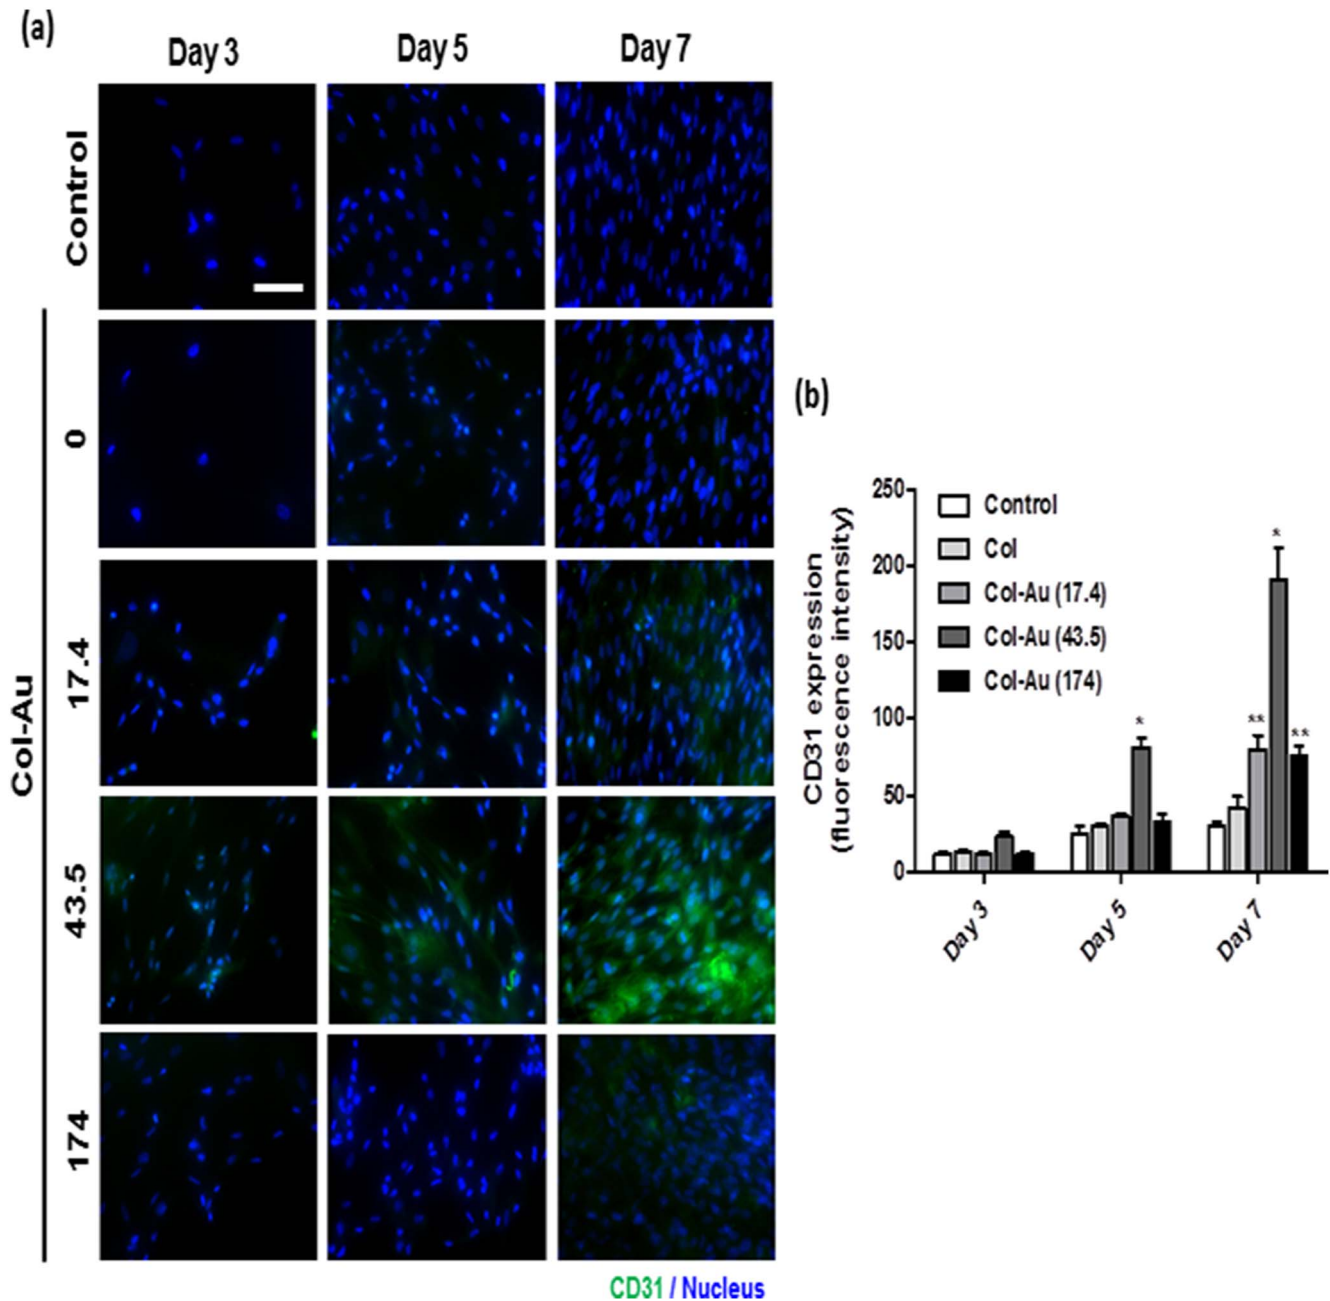 (a)
Day 3
Day 5
Day 7
Control
Col-Au
0
17.4
43.5
174
CD31 / Nucleus
(b)
CD31 expression
(fluorescence intensity)
250
200
150
100
50
0
Control
Col
Col-Au (17.4)
Col-Au (43.5)
Col-Au (174)
*
**
*
**
Day 3
Day 5
Day 7